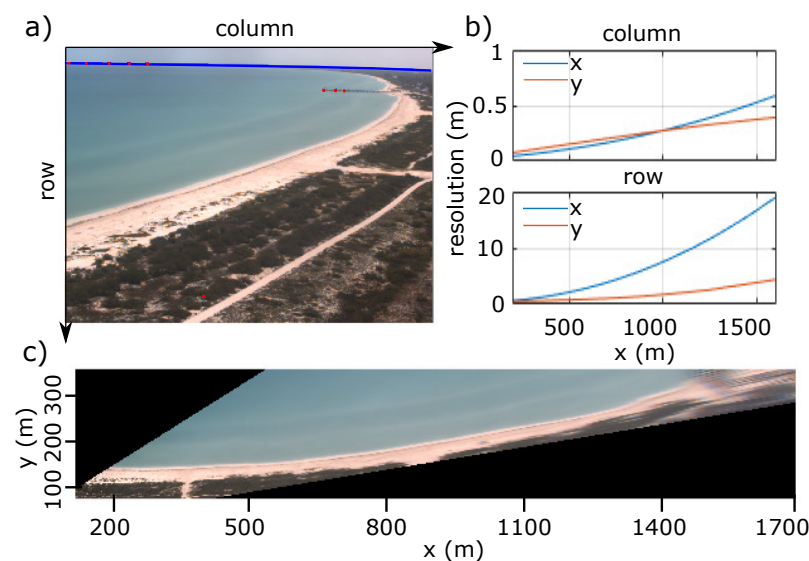 a)
column
row
b)
column
1
0.5
0
x
y
resolution (m)
row
20
10
0
x
y
500
1000
1500
x (m)
c)
y (m)
300
200
100
200
500
800
1100
1400
1700
x (m)